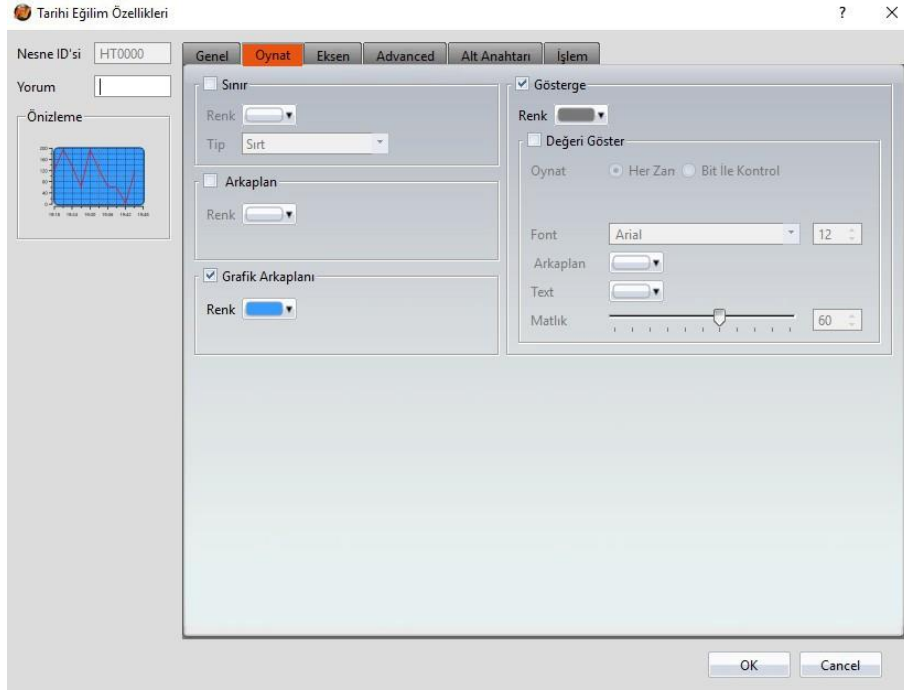 Tarihi Eğilim Özellikleri
?
Nesne ID'si HT0000
Yorum
Önizleme
Genel Oynat Eksen Advanced Alt Anahtarı İşlem
Sınır
Renk
Tip Sırt
Arkaplan
Renk
Grafik Arkaplanı
Renk
Gösterge
Renk
Değeri Göster
Oynat Her Zan Bit İle Kontrol
Font Arial 12
Arkaplan
Text
Matlık 60
OK Cancel